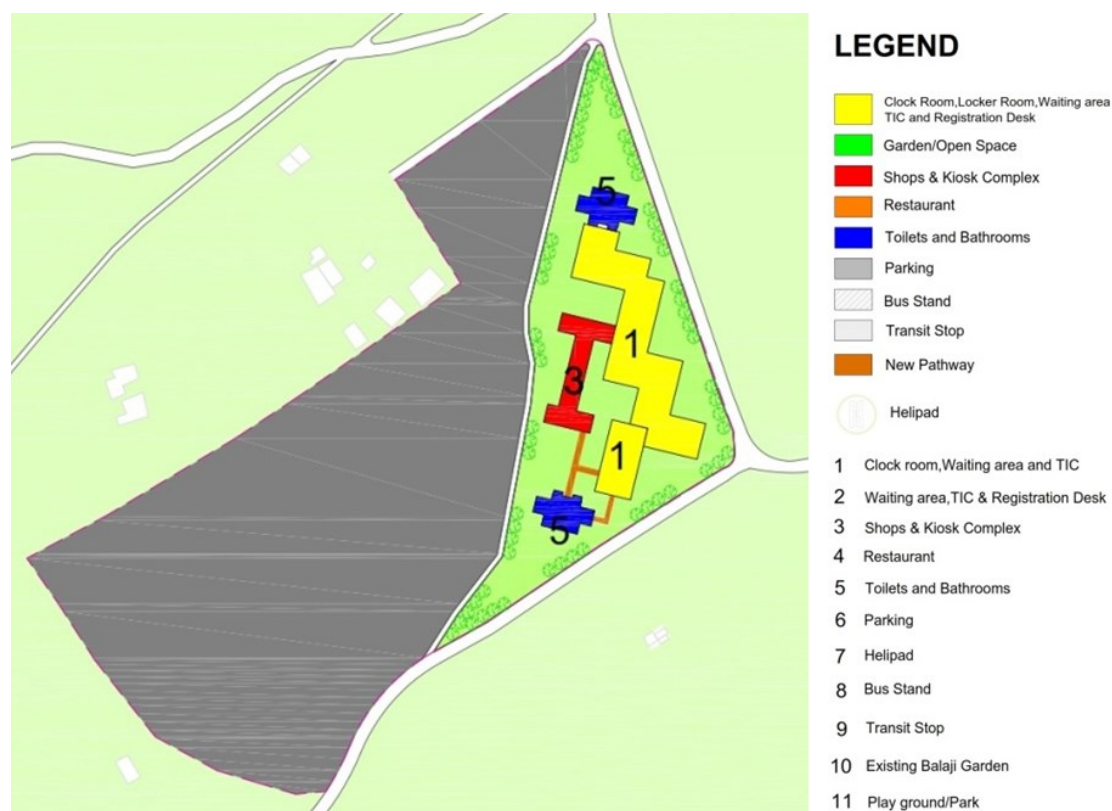 5
1
3
1
5
LEGEND
Clock Room,Locker Room,Waiting area
TIC and Registration Desk
Garden/Open Space
Shops & Kiosk Complex
Restaurant
Toilets and Bathrooms
Parking
Bus Stand
Transit Stop
New Pathway
Helipad
1 Clock room,Waiting area and TIC
2 Waiting area,TIC & Registration Desk
3 Shops & Kiosk Complex
4 Restaurant
5 Toilets and Bathrooms
6 Parking
7 Helipad
8 Bus Stand
9 Transit Stop
10 Existing Balaji Garden
11 Play ground/Park